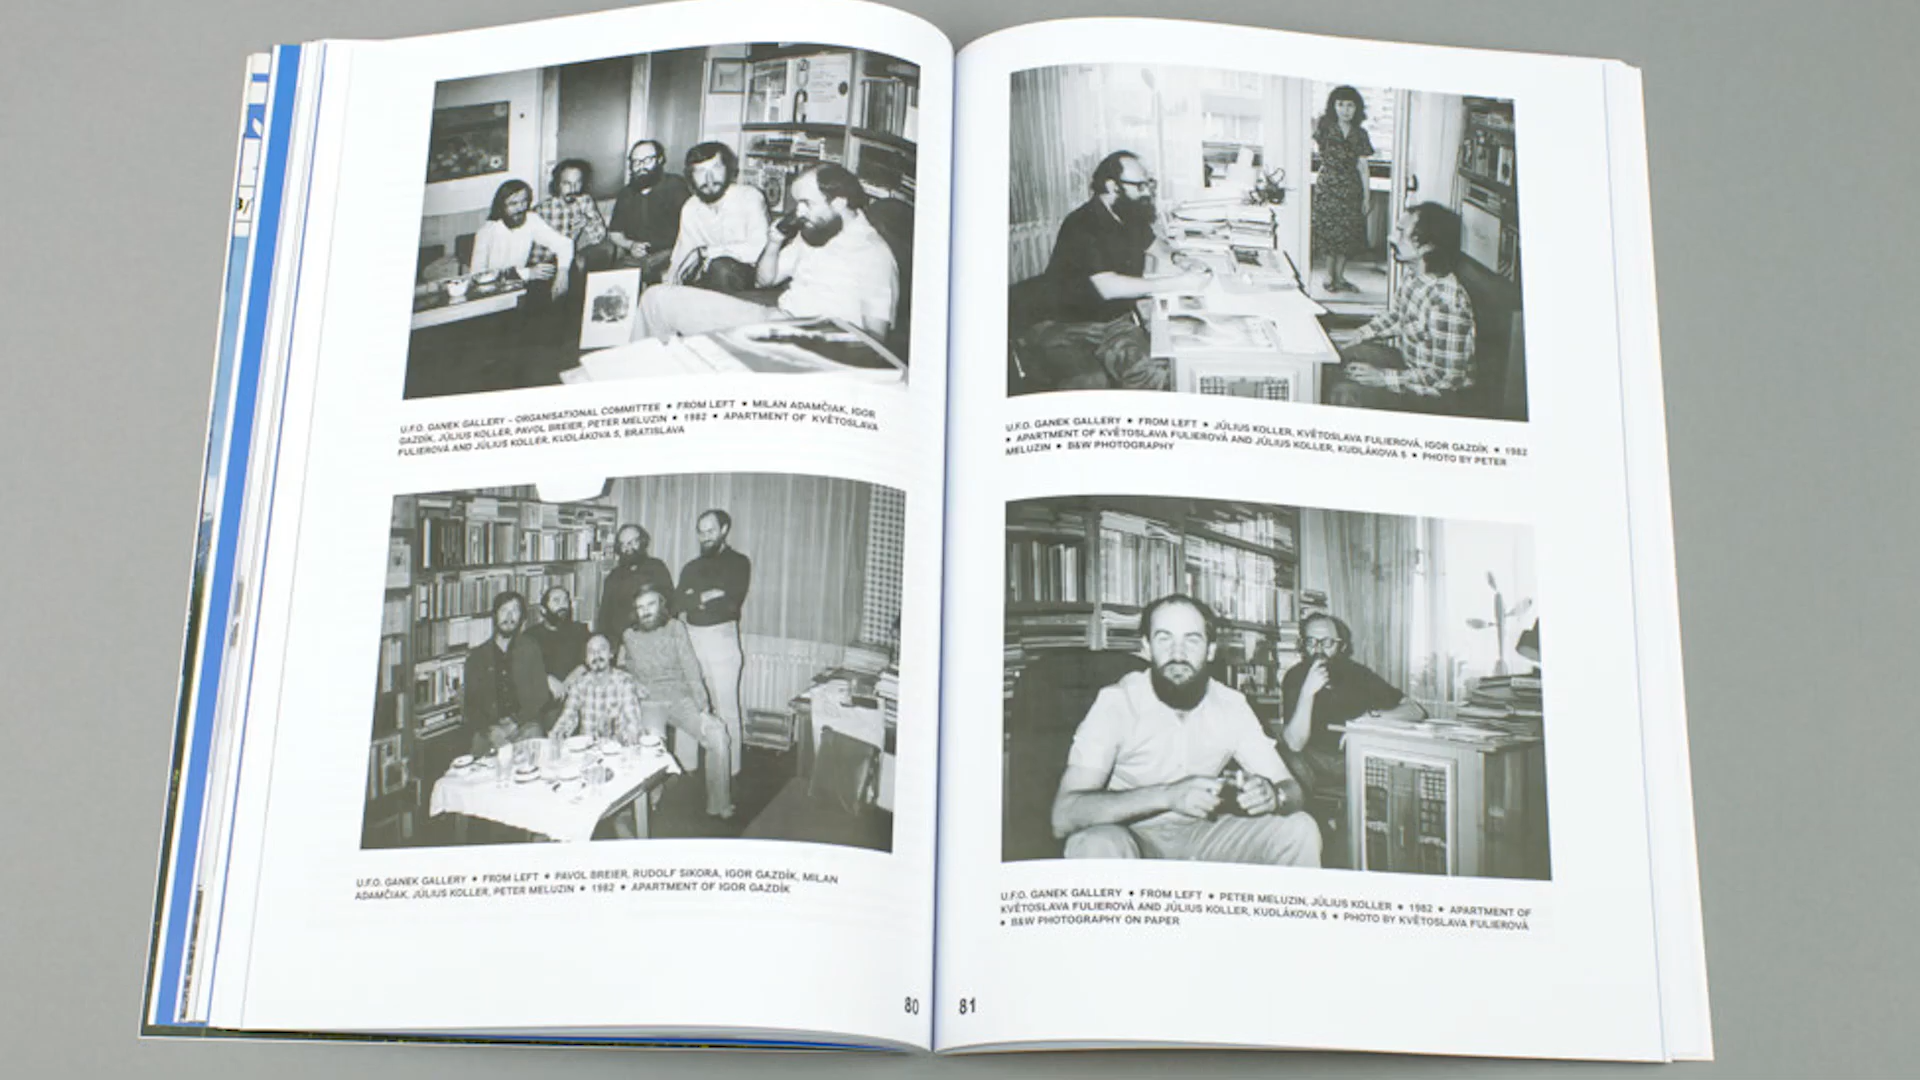 U.F.O. GANEK GALLERY – ORGANISATIONAL COMMITTEE ● FROM LEFT ● MILAN ADAMČIAK, IGOR
GAZDÍK, JÚLIUS KOLLER, PAVOL BREIER, PETER MELUZIN ● 1982 ● APARTMENT OF KVĚTOSLAVA
FULIEROVÁ AND JÚLIUS KOLLER, KUDLÁKOVA 5, BRATISLAVA
U.F.O. GANEK GALLERY ● FROM LEFT ● PAVOL BREIER, RUDOLF SIKORA, IGOR GAZDÍK, MILAN
ADAMČIAK, JÚLIUS KOLLER, PETER MELUZIN ● 1982 ● APARTMENT OF IGOR GAZDÍK
80
U.F.O. GANEK GALLERY ● FROM LEFT ● JÚLIUS KOLLER, KVĚTOSLAVA FULIEROVÁ, IGOR GAZDÍK ● 1982
● APARTMENT OF KVĚTOSLAVA FULIEROVÁ AND JÚLIUS KOLLER, KUDLÁKOVA 5 ● PHOTO BY PETER
MELUZIN ● B&W PHOTOGRAPHY
U.F.O. GANEK GALLERY ● FROM LEFT ● PETER MELUZIN, JÚLIUS KOLLER ● 1982 ● APARTMENT OF
KVĚTOSLAVA FULIEROVÁ AND JÚLIUS KOLLER, KUDLÁKOVA 5 ● PHOTO BY KVĚTOSLAVA FULIEROVÁ
● B&W PHOTOGRAPHY ON PAPER
81